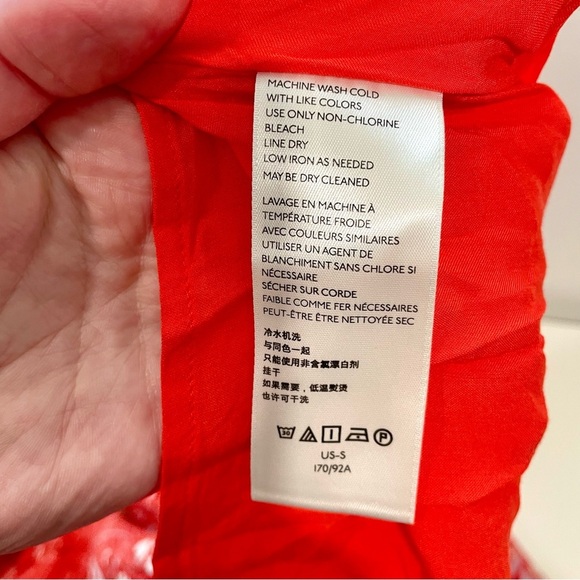 MACHINE WASH COLD
WITH LIKE COLORS
USE ONLY NON-CHLORINE
BLEACH
LINE DRY
LOW IRON AS NEEDED
MAY BE DRY CLEANED
LAVAGE EN MACHINE À
TEMPÉRATURE FROIDE
AVEC COULEURS SIMILAIRES
UTILISER UN AGENT DE
BLANCHIMENT SANS CHLORE SI
NÉCESSAIRE
SÉCHER SUR CORDE
FAIBLE COMME FER NÉCESSAIRES
PEUT-ÊTRE ÊTRE NETTOYÉE SEC
冷水机洗
与同色一起
只能使用非含氯漂白剂
挂干
如果需要，低温熨烫
也许可干洗
30 P
US-S
170/92A